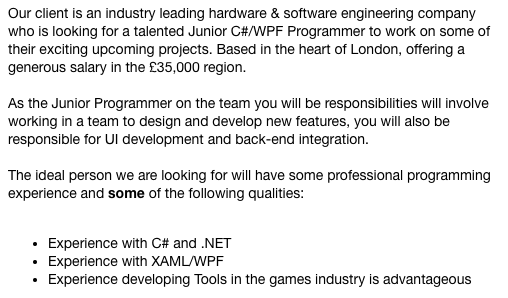 Our client is an industry leading hardware & software engineering company
who is looking for a talented Junior C#/WPF Programmer to work on some of
their exciting upcoming projects. Based in the heart of London, offering a
generous salary in the £35,000 region.
As the Junior Programmer on the team you will be responsibilities will involve
working in a team to design and develop new features, you will also be
responsible for UI development and back-end integration.
The ideal person we are looking for will have some professional programming
experience and some of the following qualities:
• Experience with C# and .NET
• Experience with XAML/WPF
• Experience developing Tools in the games industry is advantageous